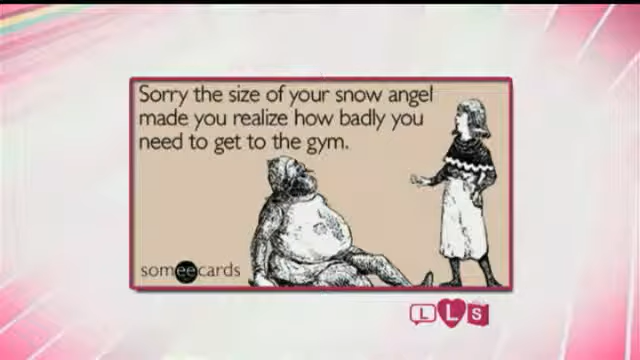 Sorry the size of your snow angel
made you realize how badly you
need to get to the gym.
someecards
L L S